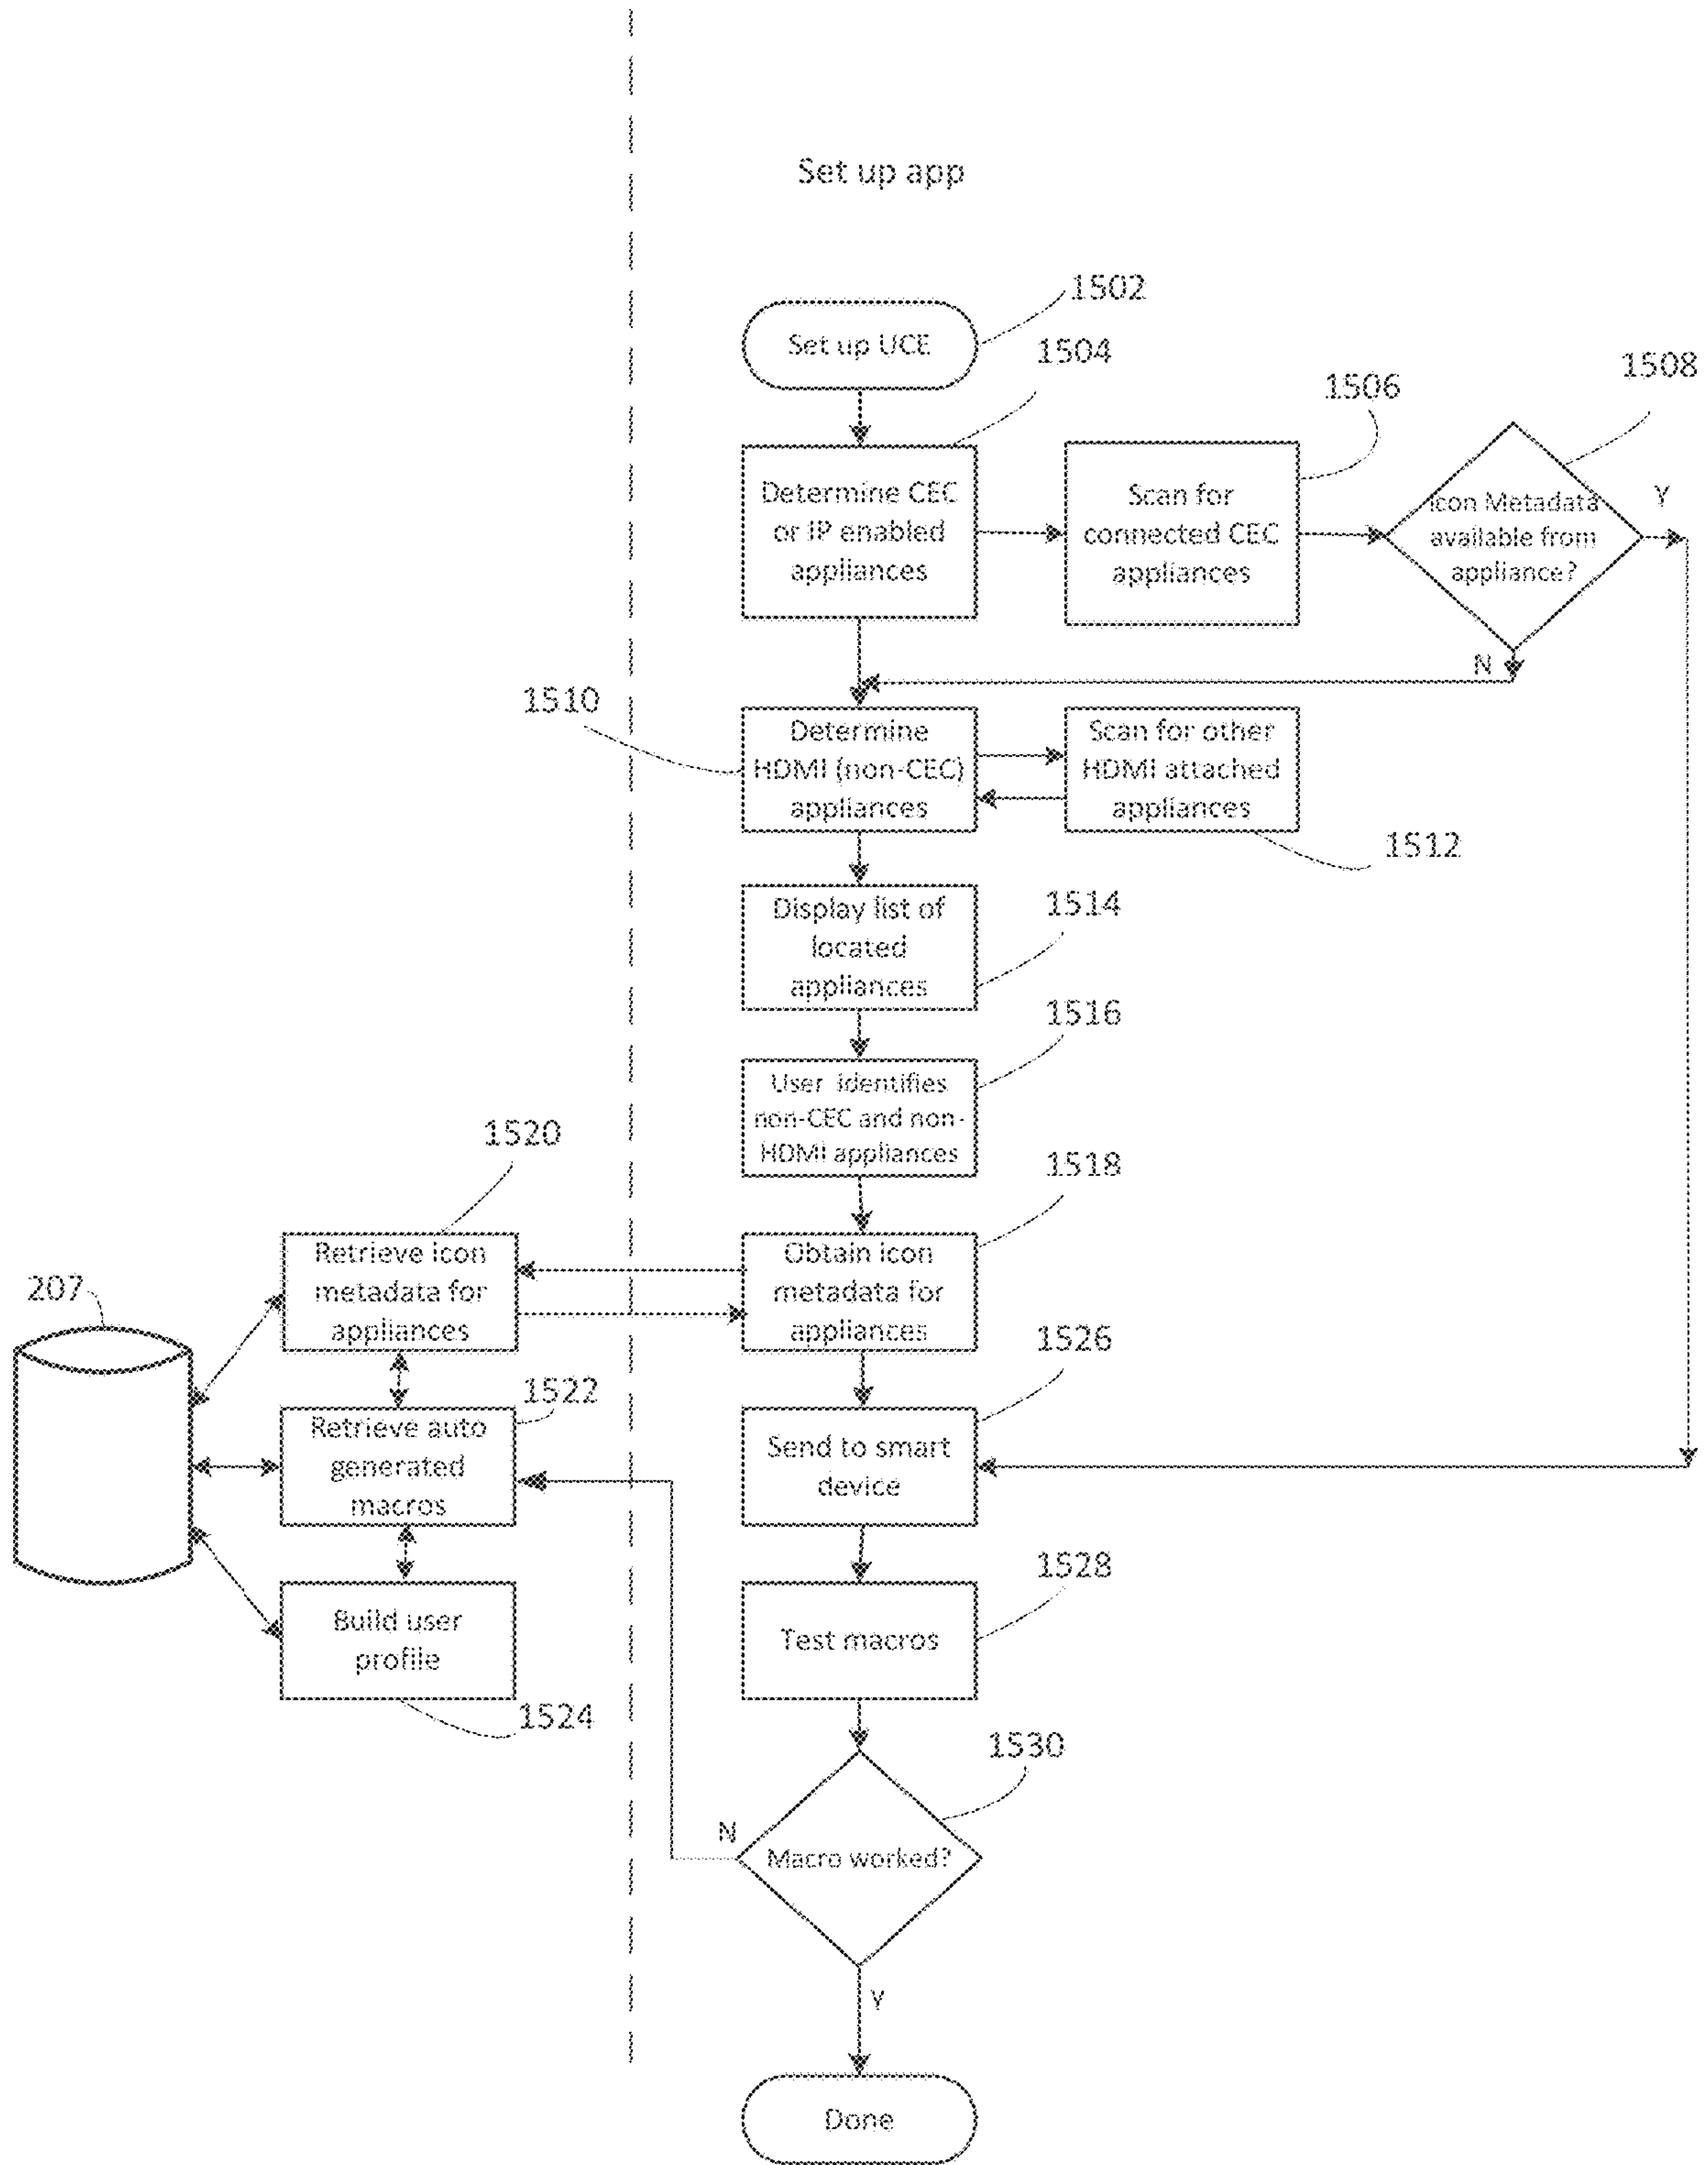 Set up app
1502
Set up UCE
1504
1506
1508
Determine CEC
or IP enabled
appliances
Scan for
connected CEC
appliances
Icon Metadata
available from
appliance?
Y
N
1510
Determine
HDMI (non-CEC)
appliances
Scan for other
HDMI attached
appliances
1512
Display list of
located
appliances
1514
1516
User identifies
non-CEC and non-
HDMI appliances
1520
1518
Retrieve icon
metadata for
appliances
Obtain icon
metadata for
appliances
207
1526
1522
Retrieve auto
generated
macros
Send to smart
device
1528
Build user
profile
Test macros
1524
1530
N
Macro worked?
Y
Done